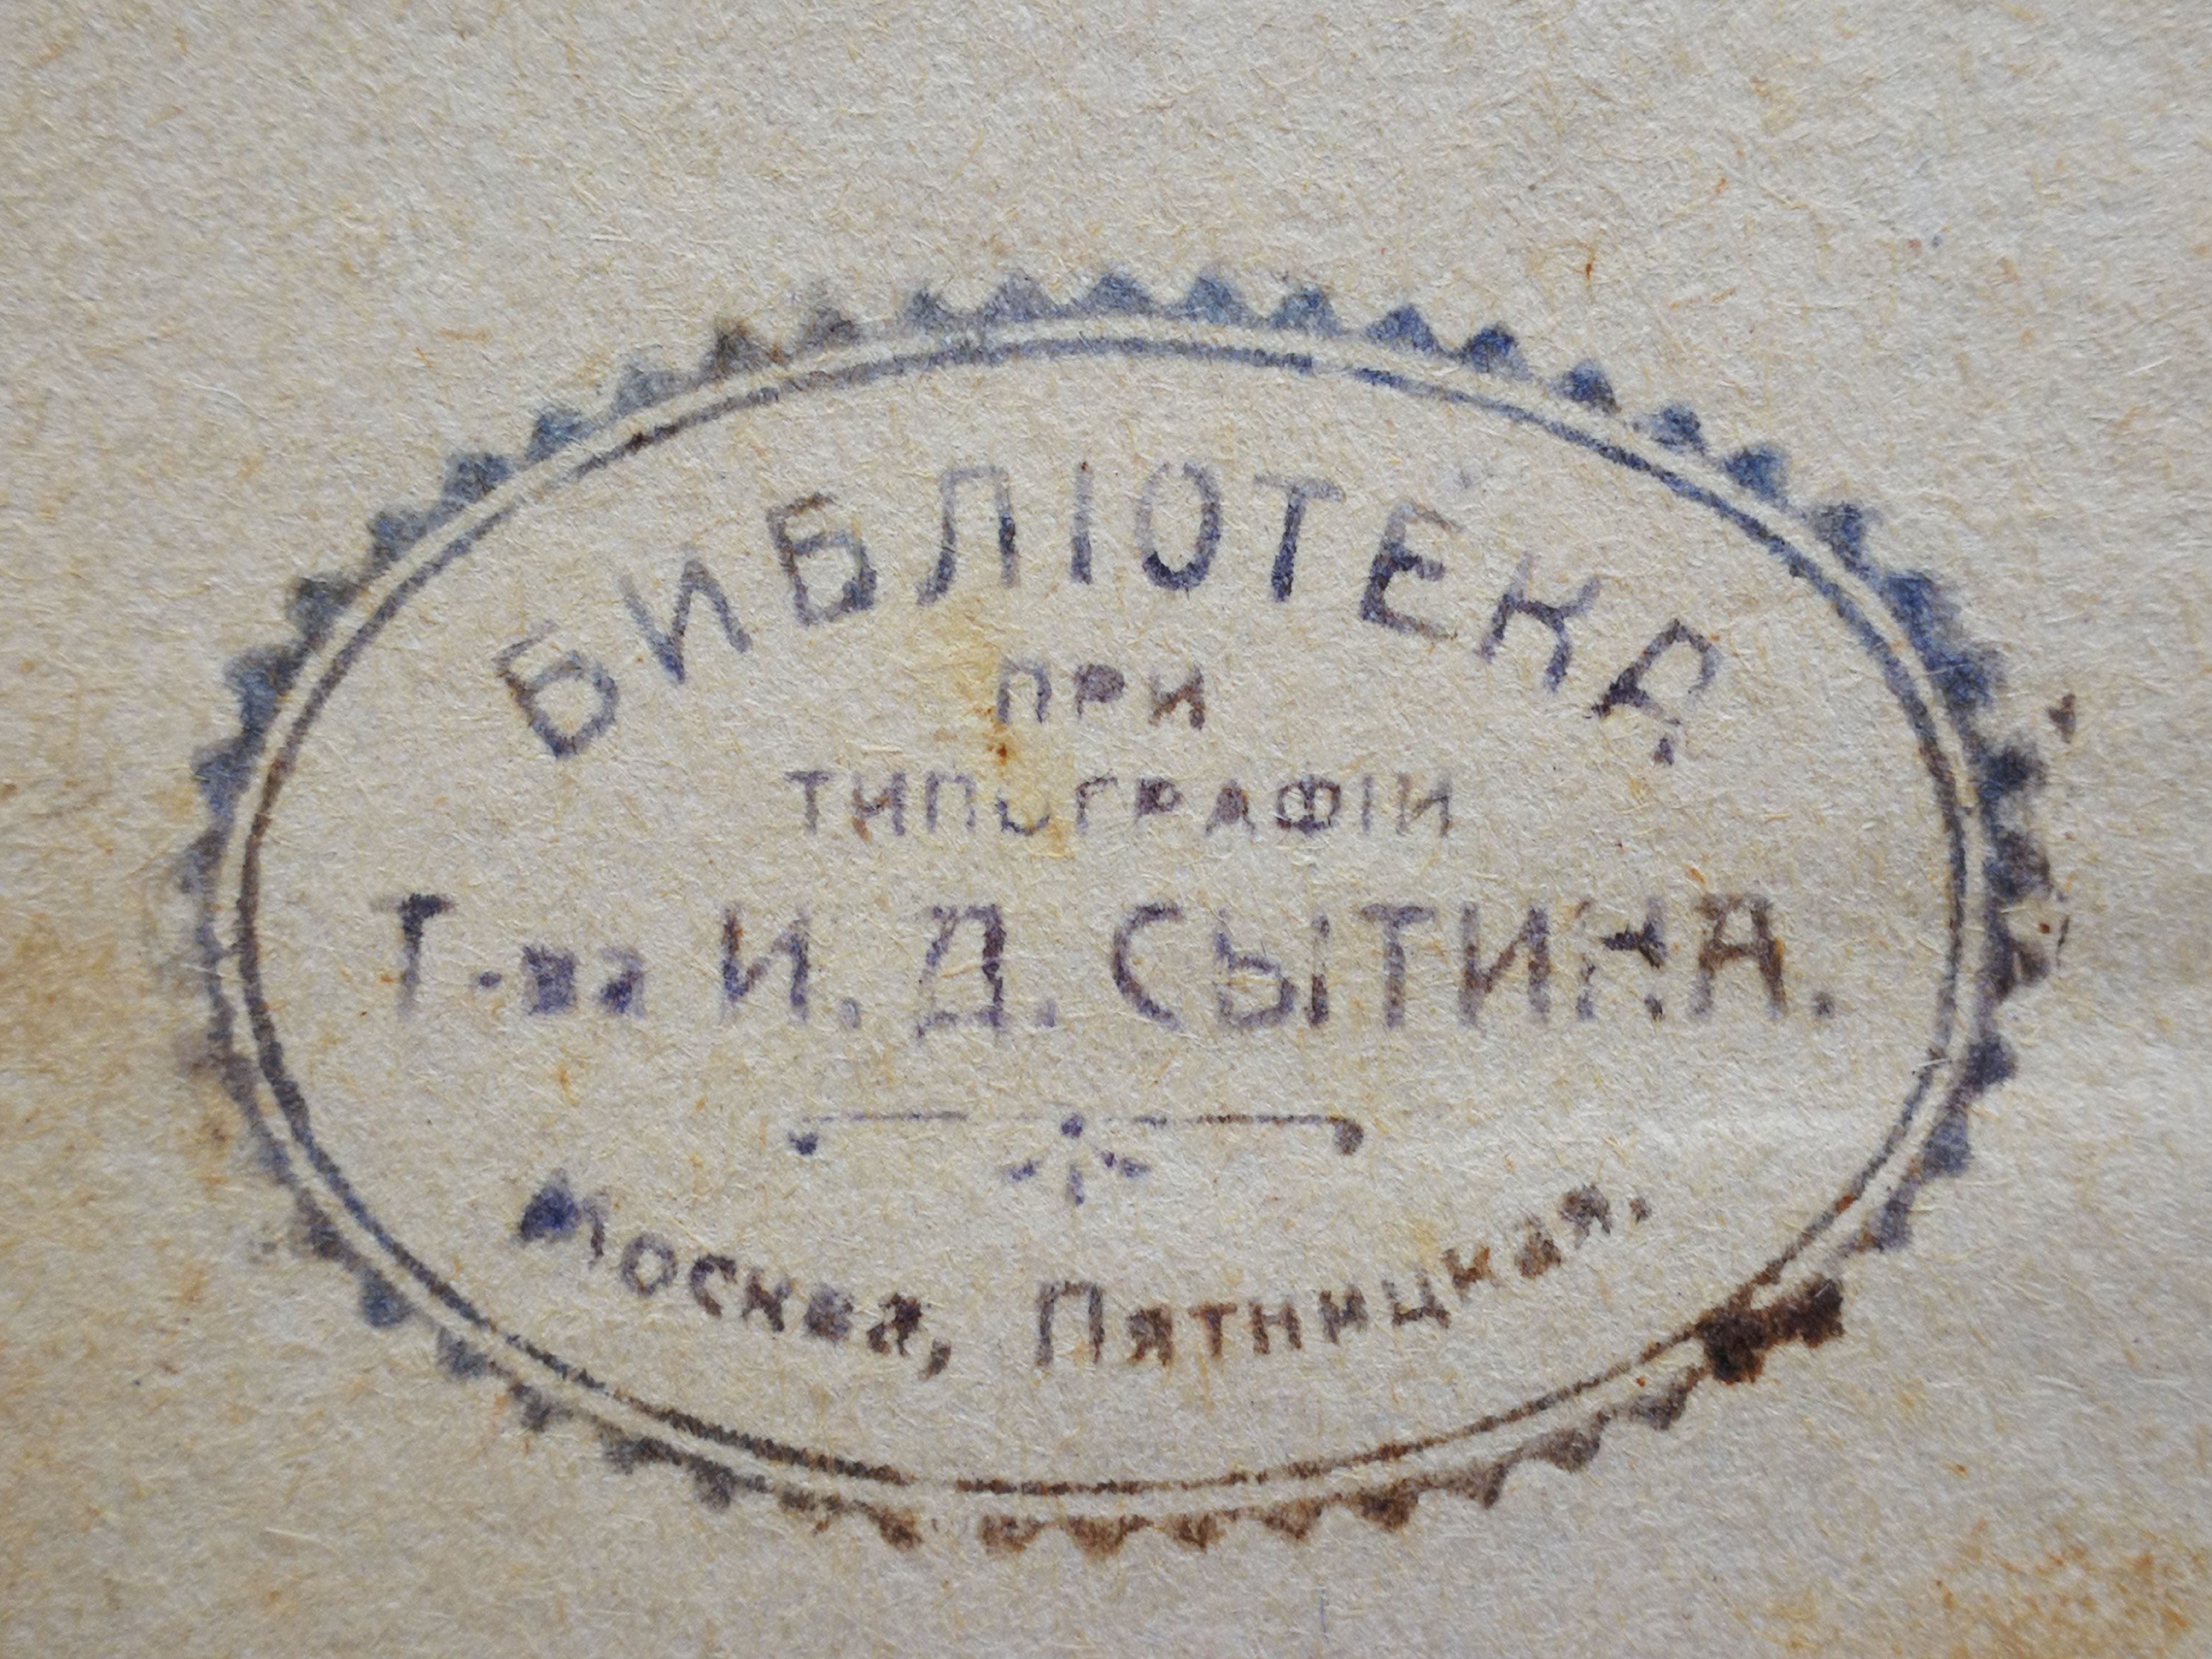 БИБЛІОТЕКА
ПРИ
ТИПОГРАФІИ
Т-ва И. Д. СЫТИНА.
Москва, Пятницкая.